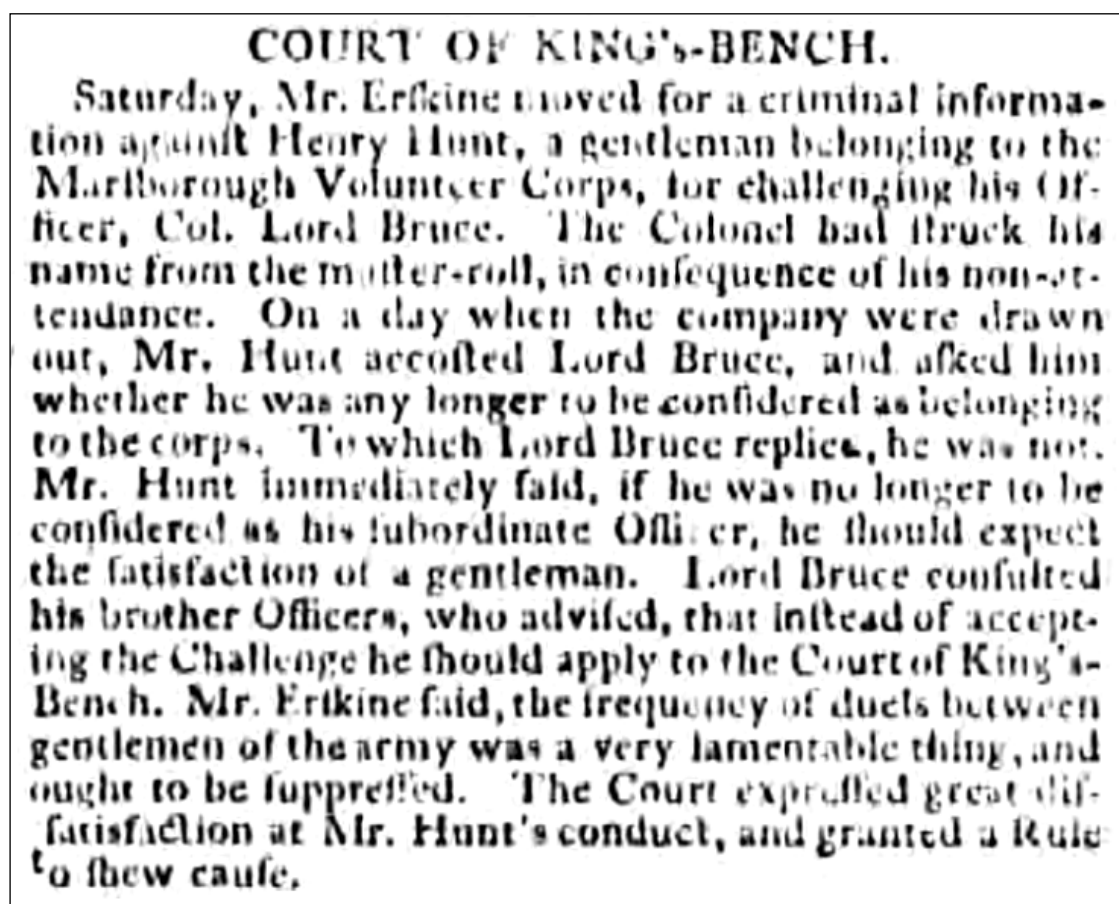 COURT OF KING's-BENCH.
Saturday, Mr. Erſkine moved for a criminal informa-
tion againſt Henry Hunt, a gentleman belonging to the
Marlborough Volunteer Corps, for challenging his Of-
ficer, Col. Lord Bruce. The Colonel had ſtruck his
name from the muſter-roll, in conſequence of his non-at-
tendance. On a day when the company were drawn
out, Mr. Hunt accoſted Lord Bruce, and aſked him
whether he was any longer to be conſidered as belonging
to the corps. To which Lord Bruce replies, he was not.
Mr. Hunt immediately ſaid, if he was no longer to be
conſidered as his ſubordinate Officer, he ſhould expect
the ſatisfaction of a gentleman. Lord Bruce conſulted
his brother Officers, who adviſed, that inſtead of accept-
ing the Challenge he ſhould apply to the Court of King's-
Bench. Mr. Erſkine ſaid, the frequency of duels between
gentlemen of the army was a very lamentable thing, and
ought to be ſuppreſſed. The Court expreſſed great diſ-
ſatisfaction at Mr. Hunt's conduct, and granted a Rule
to ſhew cauſe.